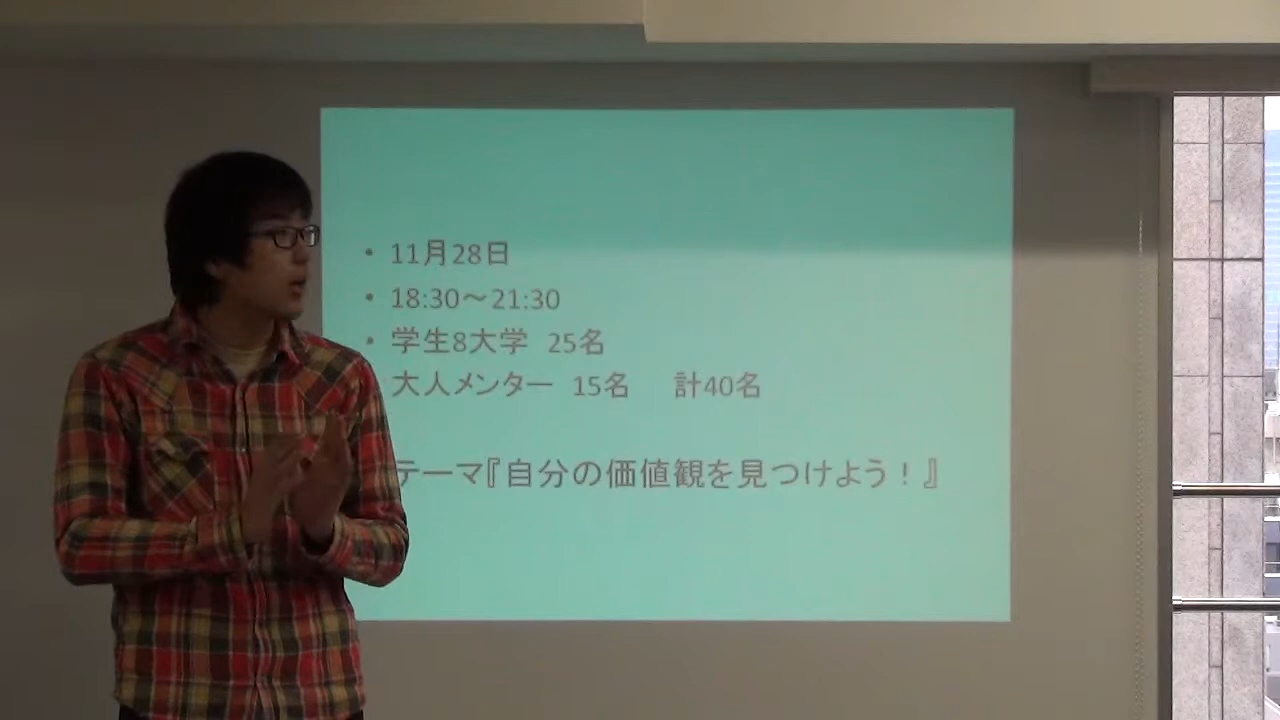 • 11月28日
• 18:30～21:30
• 学生8大学 25名
大人メンター 15名 計40名
テーマ『自分の価値観を見つけよう！』